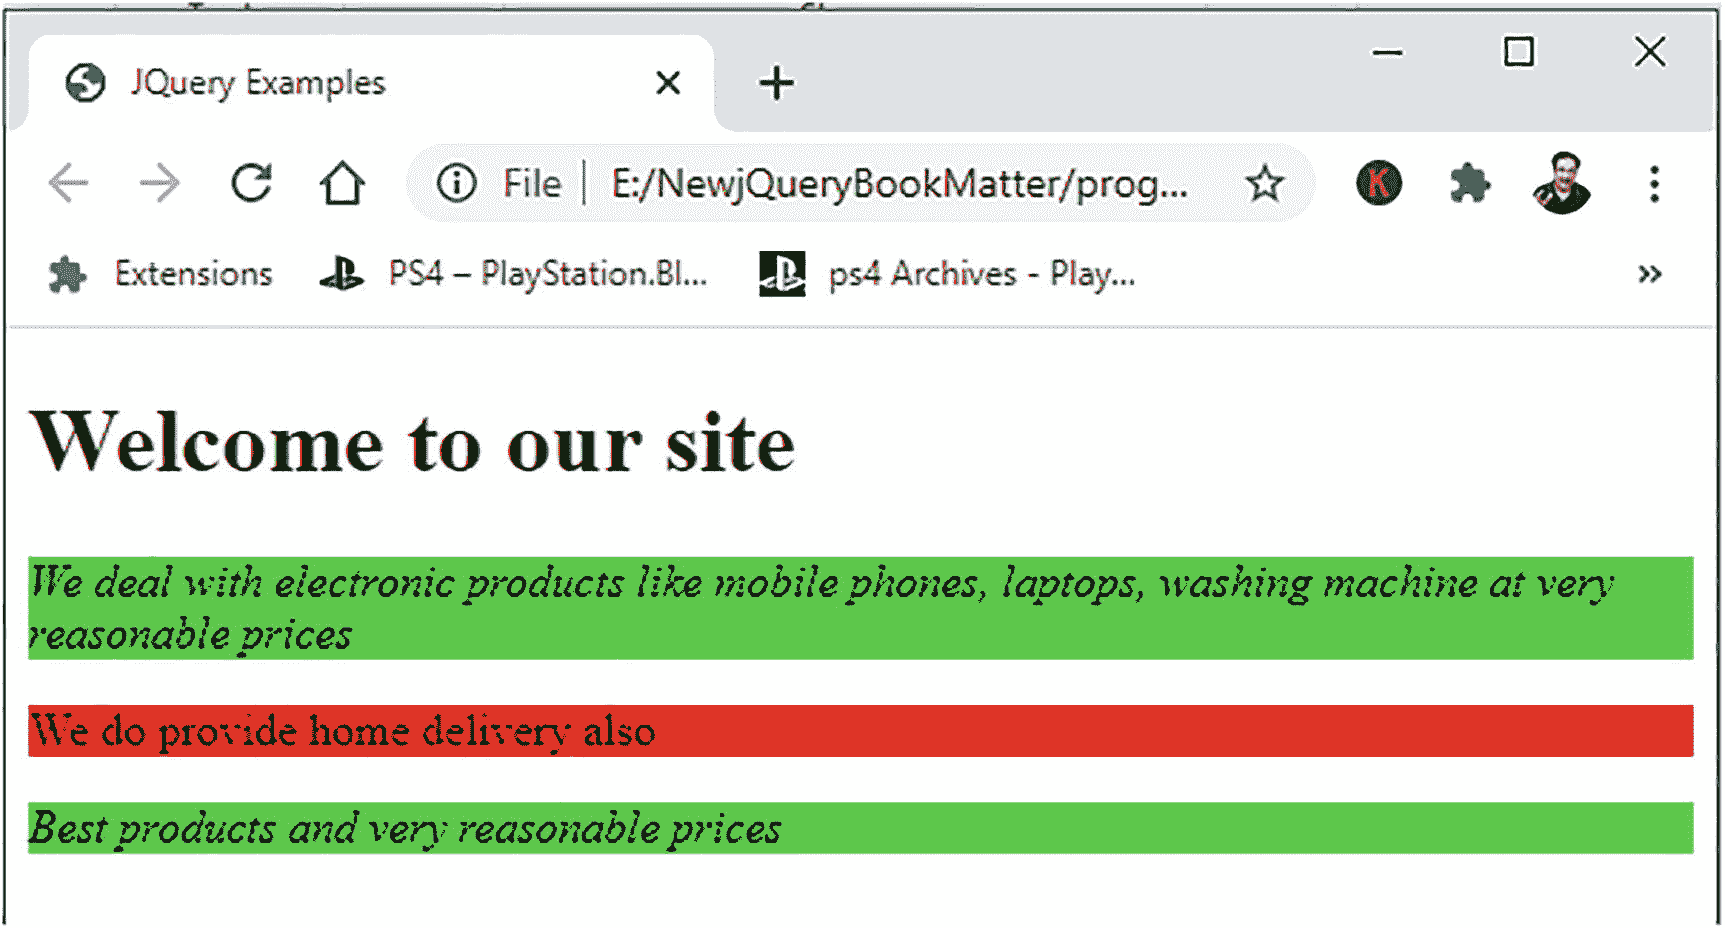 JQuery Examples
File E:/NewjQueryBookMatter/prog...
K
Extensions PS4 – PlayStation.Bl... ps4 Archives - Play...
Welcome to our site
We deal with electronic products like mobile phones, laptops, washing machine at very
reasonable prices
We do provide home delivery also
Best products and very reasonable prices